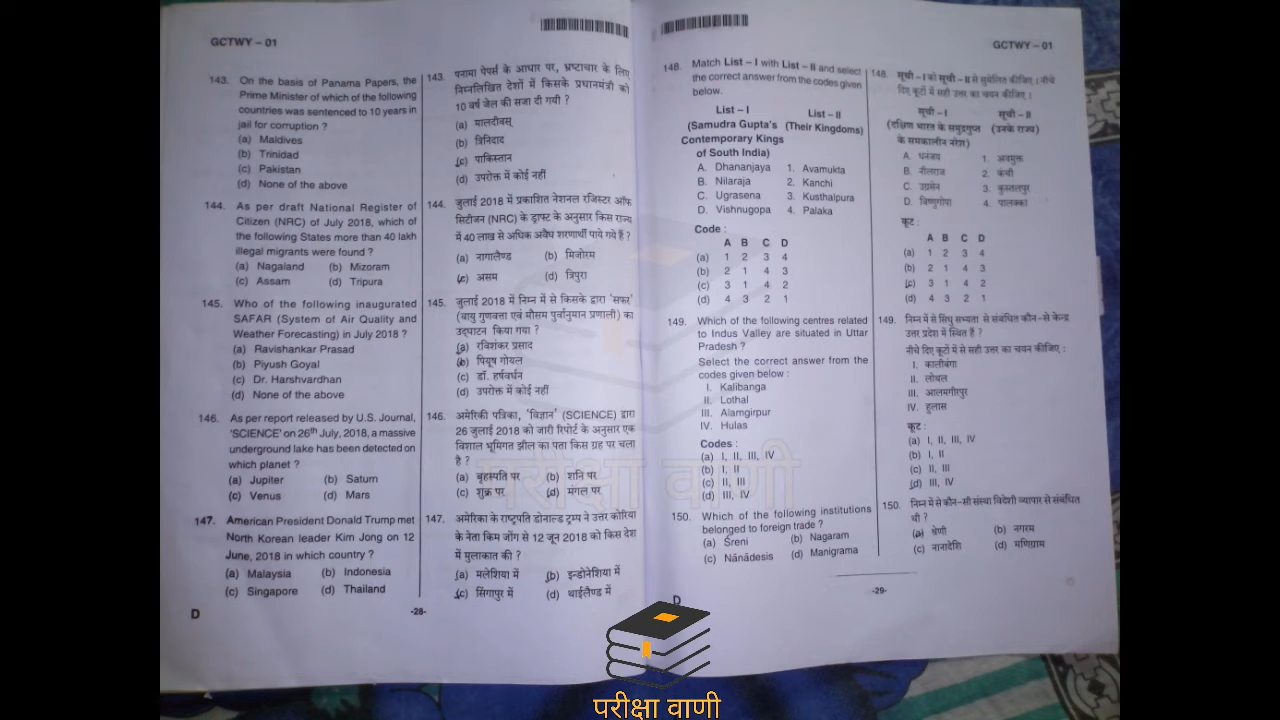 GCTWY – 01
143. On the basis of Panama Papers, the
Prime Minister of which of the following
countries was sentenced to 10 years in
jail for corruption ?
(a) Maldives
(b) Trinidad
(c) Pakistan
(d) None of the above
144. As per draft National Register of
Citizen (NRC) of July 2018, which of
the following States more than 40 lakh
illegal migrants were found ?
(a) Nagaland (b) Mizoram
(c) Assam (d) Tripura
145. Who of the following inaugurated
SAFAR (System of Air Quality and
Weather Forecasting) in July 2018 ?
(a) Ravishankar Prasad
(b) Piyush Goyal
(c) Dr. Harshvardhan
(d) None of the above
146. As per report released by U.S. Journal,
'SCIENCE' on 26th July, 2018, a massive
underground lake has been detected on
which planet ?
(a) Jupiter (b) Saturn
(c) Venus (d) Mars
147. American President Donald Trump met
North Korean leader Kim Jong on 12
June, 2018 in which country ?
(a) Malaysia (b) Indonesia
(c) Singapore (d) Thailand
143. पनामा पेपर्स के आधार पर, भ्रष्टाचार के लिए
निम्नलिखित देशों में किसके प्रधानमंत्री को
10 वर्ष जेल की सजा दी गयी ?
(a) मालदीवस्
(b) त्रिनिदाद
(c) पाकिस्तान
(d) उपरोक्त में कोई नहीं
144. जुलाई 2018 में प्रकाशित नेशनल रजिस्टर ऑफ
सिटीजन (NRC) के ड्राफ्ट के अनुसार किस राज्य
में 40 लाख से अधिक अवैध शरणार्थी पाये गये हैं ?
(a) नागालैण्ड (b) मिजोरम
(c) असम (d) त्रिपुरा
145. जुलाई 2018 में निम्न में से किसके द्वारा 'सफर'
(वायु गुणवत्ता एवं मौसम पुर्वानुमान प्रणाली) का
उद्घाटन किया गया ?
(a) रविशंकर प्रसाद
(b) पियूष गोयल
(c) डॉ. हर्षवर्धन
(d) उपरोक्त में कोई नहीं
146. अमेरिकी पत्रिका, 'विज्ञान' (SCIENCE) द्वारा
26 जुलाई 2018 को जारी रिपोर्ट के अनुसार एक
विशाल भूमिगत झील का पता किस ग्रह पर चला
है ?
(a) बृहस्पति पर (b) शनि पर
(c) शुक्र पर (d) मंगल पर
147. अमेरिका के राष्ट्रपति डोनाल्ड ट्रम्प ने उत्तर कोरिया
के नेता किम जोंग से 12 जून 2018 को किस देश
में मुलाकात की ?
(a) मलेशिया में (b) इन्डोनेशिया में
(c) सिंगापुर में (d) थाईलैण्ड में
D
-28-
GCTWY – 01
148. Match List – I with List – II and select
the correct answer from the codes given
below.
List – I List – II
(Samudra Gupta's (Their Kingdoms)
Contemporary Kings
of South India)
A. Dhananjaya 1. Avamukta
B. Nilaraja 2. Kanchi
C. Ugrasena 3. Kusthalpura
D. Vishnugopa 4. Palaka
Code :
A B C D
(a) 1 2 3 4
(b) 2 1 4 3
(c) 3 1 4 2
(d) 4 3 2 1
149. Which of the following centres related
to Indus Valley are situated in Uttar
Pradesh ?
Select the correct answer from the
codes given below :
I. Kalibanga
II. Lothal
III. Alamgirpur
IV. Hulas
Codes :
(a) I, II, III, IV
(b) I, II
(c) II, III
(d) III, IV
150. Which of the following institutions
belonged to foreign trade ?
(a) Śreni (b) Nagaram
(c) Nānādesis (d) Manigrama
148. सूची –I को सूची –II से सुमेलित कीजिए । नीचे
दिए कूटों में सही उत्तर का चयन कीजिए ।
सूची –I सूची –II
(दक्षिण भारत के समुद्रगुप्त (उनके राज्य)
के समकालीन नरेश)
A. धनंजय 1. अवमुक्त
B. नीलराज 2. कंची
C. उग्रसेन 3. कुस्तलपुर
D. विष्णुगोपा 4. पालक्का
कूट :
A B C D
(a) 1 2 3 4
(b) 2 1 4 3
(c) 3 1 4 2
(d) 4 3 2 1
149. निम्न में से सिंधु सभ्यता से संबंधित कौन–से केन्द्र
उत्तर प्रदेश में स्थित हैं ?
नीचे दिए कूटों में से सही उत्तर का चयन कीजिए :
I. कालीबंगा
II. लोथल
III. आलमगीरपुर
IV. हुलास
कूट :
(a) I, II, III, IV
(b) I, II
(c) II, III
(d) III, IV
150. निम्न में से कौन–सी संस्था विदेशी व्यापार से संबंधित
थी ?
(a) श्रेणी (b) नगरम
(c) नानादेशि (d) मणिग्राम
D
-29-
परीक्षा वाणी
परीक्षा वाणी